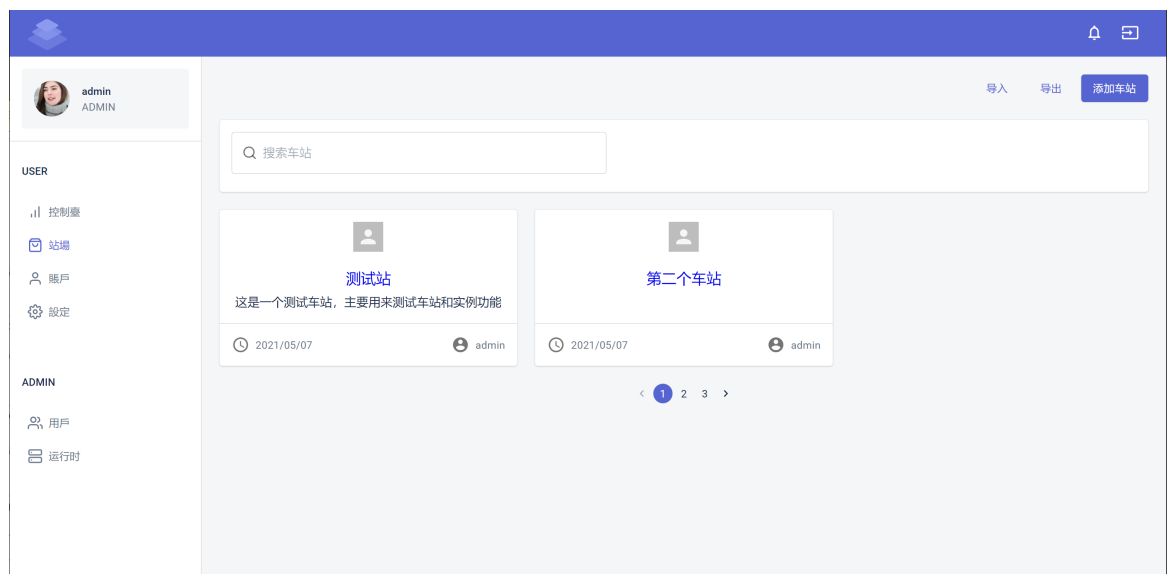 admin
ADMIN
USER
控制臺
站場
賬戶
設定
ADMIN
用戶
运行时
导入
导出
添加车站
搜索车站
测试站
这是一个测试车站，主要用来测试车站和实例功能
2021/05/07
admin
第二个车站
2021/05/07
admin
1 2 3